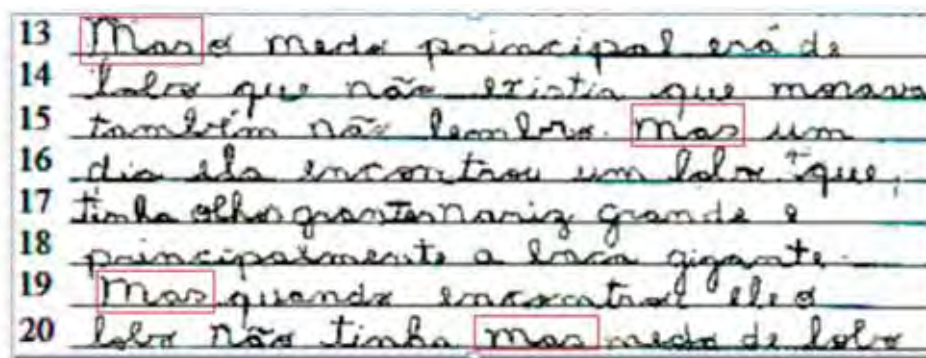 13 Mas o medo principal erá de
14 lobo que não existia que morava
15 também não lembro. Mas um
16 dia ela encontrou um lobo que,
17 tinha olhos grantes nariz grande e
18 principalmente a boca gigante.
19 Mas quando encontrou ele o
20 lobo não tinha mas medo de lobo